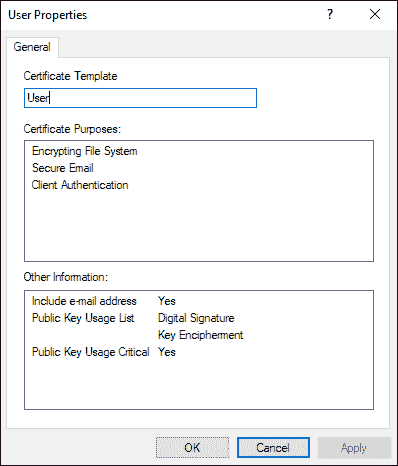 User Properties
?
General
Certificate Template
User
Certificate Purposes:
Encrypting File System
Secure Email
Client Authentication
Other Information:
Include e-mail address Yes
Public Key Usage List Digital Signature
Key Encipherment
Public Key Usage Critical Yes
OK Cancel Apply